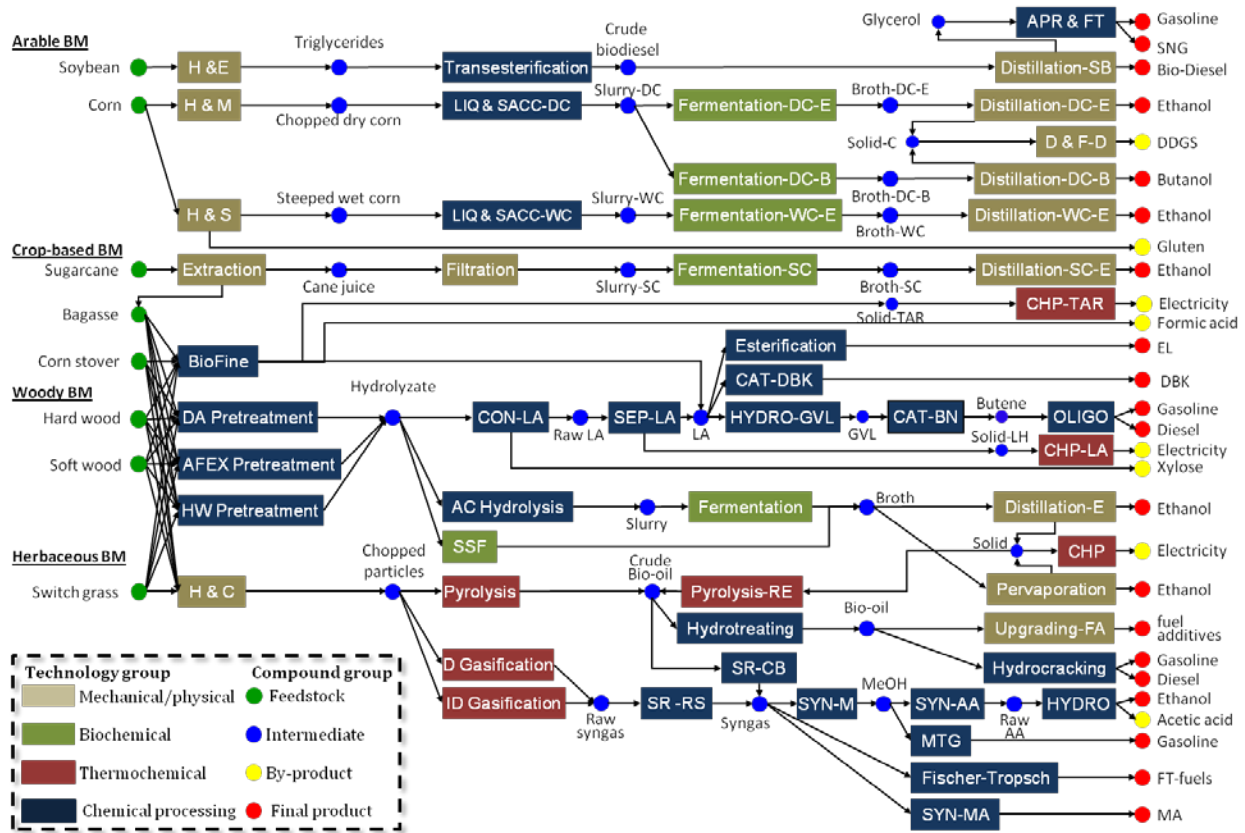 Glycerol
APR & FT
Gasoline
SNG
Arable BM
Triglycerides
Crude
biodiesel
Soybean
H &E
Transesterification
Distillation-SB
Bio-Diesel
Corn
H & M
Chopped dry corn
LIQ & SACC-DC
Slurry-DC
Fermentation-DC-E
Broth-DC-E
Distillation-DC-E
Ethanol
Solid-C
D & F-D
DDGS
Fermentation-DC-B
Broth-DC-B
Distillation-DC-B
Butanol
H & S
Steeped wet corn
LIQ & SACC-WC
Slurry-WC
Fermentation-WC-E
Broth-WC
Distillation-WC-E
Ethanol
Gluten
Crop-based BM
Sugarcane
Extraction
Cane juice
Filtration
Slurry-SC
Fermentation-SC
Broth-SC
Distillation-SC-E
Ethanol
Bagasse
Solid-TAR
CHP-TAR
Electricity
Formic acid
Corn stover
BioFine
Esterification
EL
Woody BM
Hydrolyzate
CAT-DBK
DBK
Hard wood
DA Pretreatment
CON-LA
Raw LA
SEP-LA
LA
HYDRO-GVL
GVL
CAT-BN
Butene
OLIGO
Gasoline
Diesel
Soft wood
AFEX Pretreatment
Solid-LH
CHP-LA
Electricity
Xylose
HW Pretreatment
AC Hydrolysis
Slurry
Fermentation
Broth
Distillation-E
Ethanol
SSF
Solid
CHP
Electricity
Herbaceous BM
Switch grass
H & C
Chopped
particles
Pyrolysis
Crude
Bio-oil
Pyrolysis-RE
Pervaporation
Ethanol
Hydrotreating
Bio-oil
Upgrading-FA
fuel
additives
D Gasification
SR-CB
Hydrocracking
Gasoline
Diesel
ID Gasification
Raw
syngas
SR -RS
Syngas
SYN-M
MeOH
SYN-AA
Raw
AA
HYDRO
Ethanol
Acetic acid
MTG
Gasoline
Fischer-Tropsch
FT-fuels
SYN-MA
MA
Technology group
Compound group
Mechanical/physical
Feedstock
Biochemical
Intermediate
Thermochemical
By-product
Chemical processing
Final product